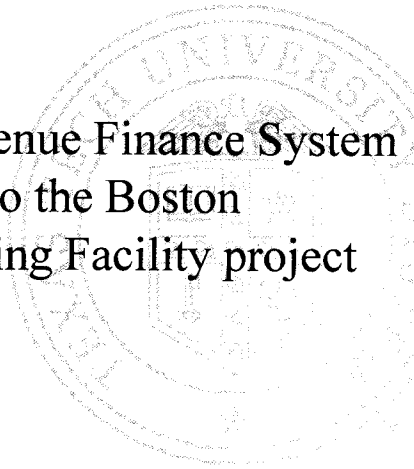 enue Finance System
o the Boston
ing Facility project